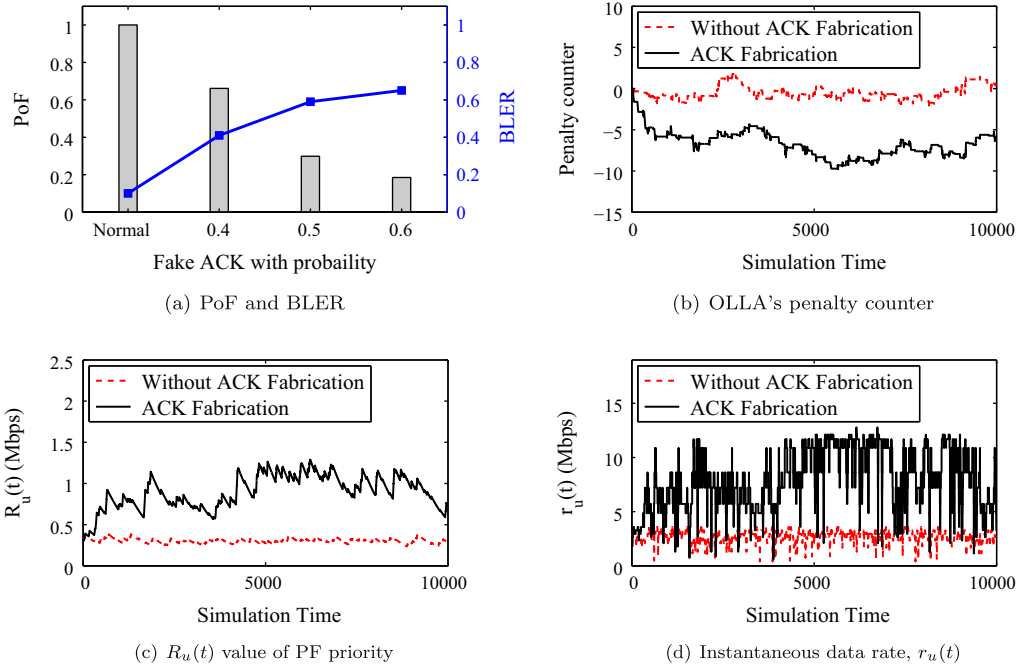 1
0.8
0.6
0.4
0.2
0
PoF
1
0.8
0.6
0.4
0.2
0
BLER
Normal 0.4 0.5 0.6
Fake ACK with probaility
(a) PoF and BLER
10
5
0
−5
−10
−15
Penalty counter
Without ACK Fabrication
ACK Fabrication
0 5000 10000
Simulation Time
(b) OLLA's penalty counter
2.5
2
1.5
1
0.5
0
R_u(t) (Mbps)
Without ACK Fabrication
ACK Fabrication
0 5000 10000
Simulation Time
(c) R_u(t) value of PF priority
15
10
5
0
r_u(t) (Mbps)
Without ACK Fabrication
ACK Fabrication
0 5000 10000
Simulation Time
(d) Instantaneous data rate, r_u(t)